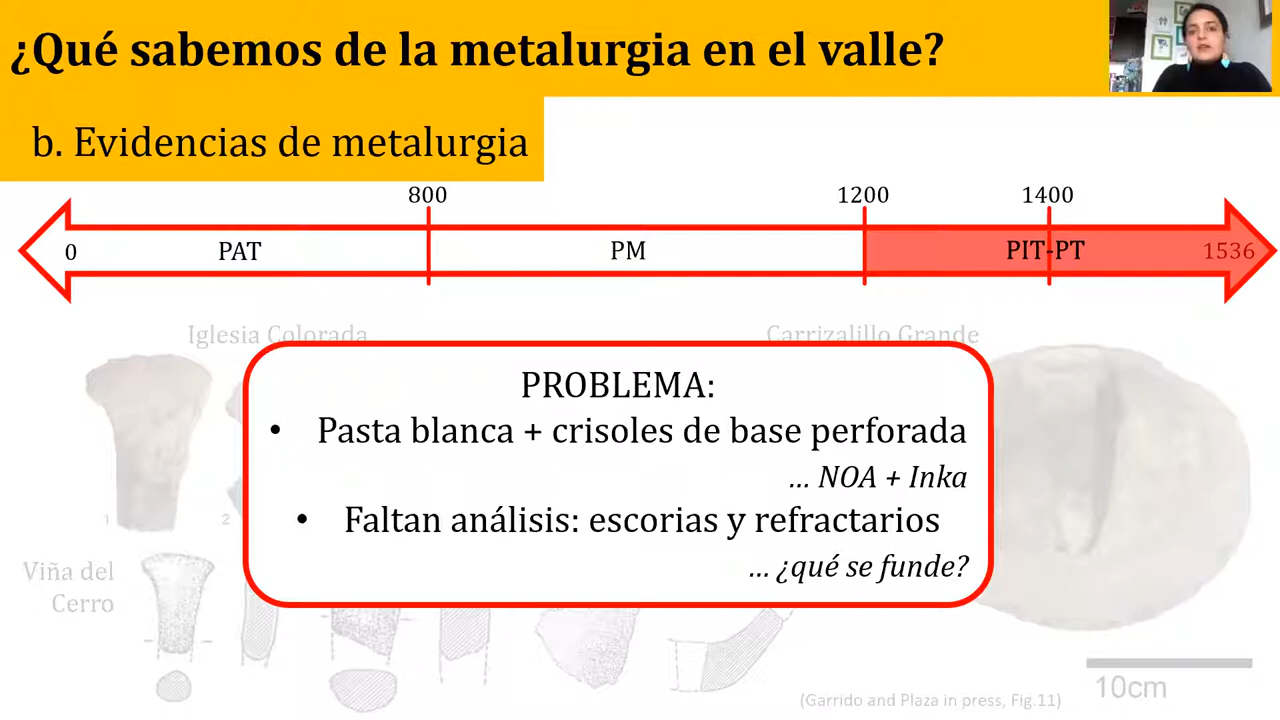 ¿Qué sabemos de la metalurgia en el valle?
b. Evidencias de metalurgia
800
1200
1400
0
PAT
PM
PIT-PT
1536
Iglesia Colorada
Carrizalillo Grande
PROBLEMA:
• Pasta blanca + crisoles de base perforada
... NOA + Inka
• Faltan análisis: escorias y refractarios
... ¿qué se funde?
1
2
Viña del
Cerro
10cm
(Garrido and Plaza in press, Fig.11)